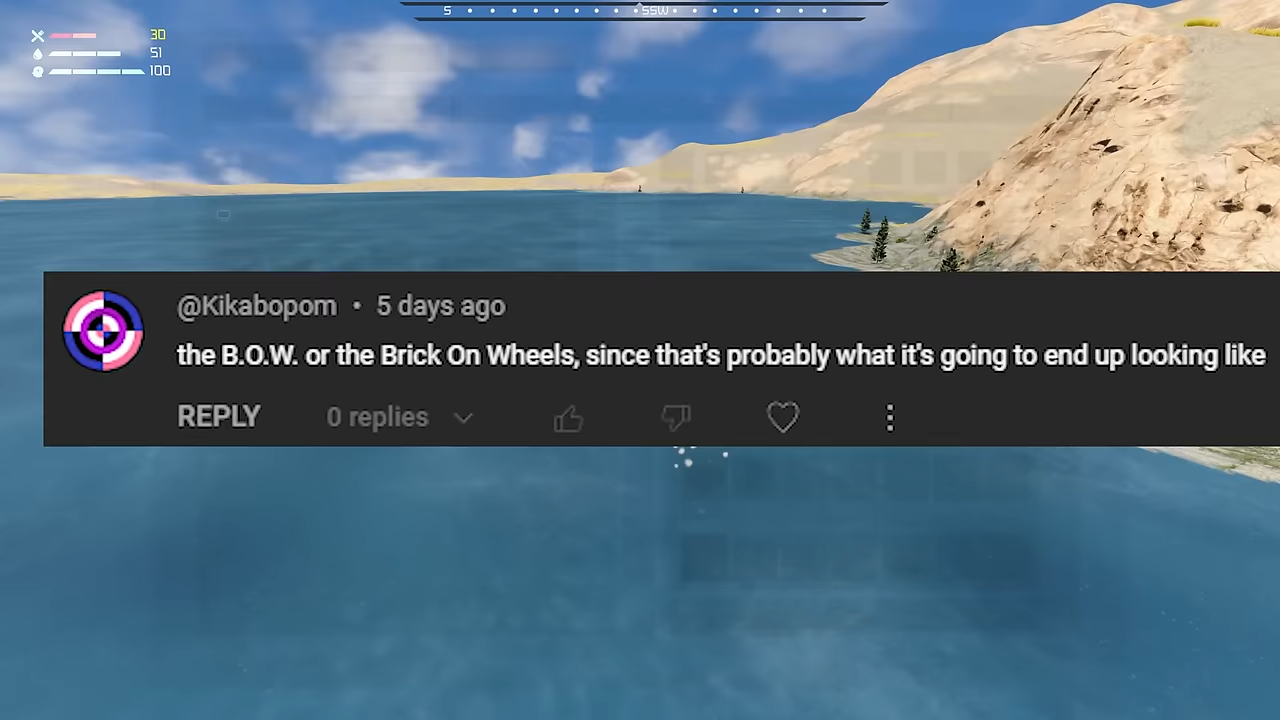 S SSW
30
51
100
@Kikabopom • 5 days ago
the B.O.W. or the Brick On Wheels, since that's probably what it's going to end up looking like
REPLY 0 replies